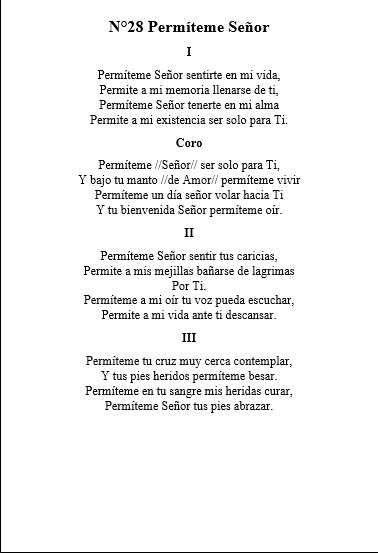 N°28 Permíteme Señor
I
Permíteme Señor sentirte en mi vida,
Permite a mi memoria llenarse de ti,
Permíteme Señor tenerte en mi alma
Permite a mi existencia ser solo para Ti.
Coro
Permíteme //Señor// ser solo para Ti,
Y bajo tu manto //de Amor// permíteme vivir
Permíteme un día señor volar hacia Ti
Y tu bienvenida Señor permíteme oír.
II
Permíteme Señor sentir tus caricias,
Permite a mis mejillas bañarse de lagrimas
Por Ti.
Permíteme a mi oír tu voz pueda escuchar,
Permite a mi vida ante ti descansar.
III
Permíteme tu cruz muy cerca contemplar,
Y tus pies heridos permíteme besar.
Permíteme en tu sangre mis heridas curar,
Permíteme Señor tus pies abrazar.